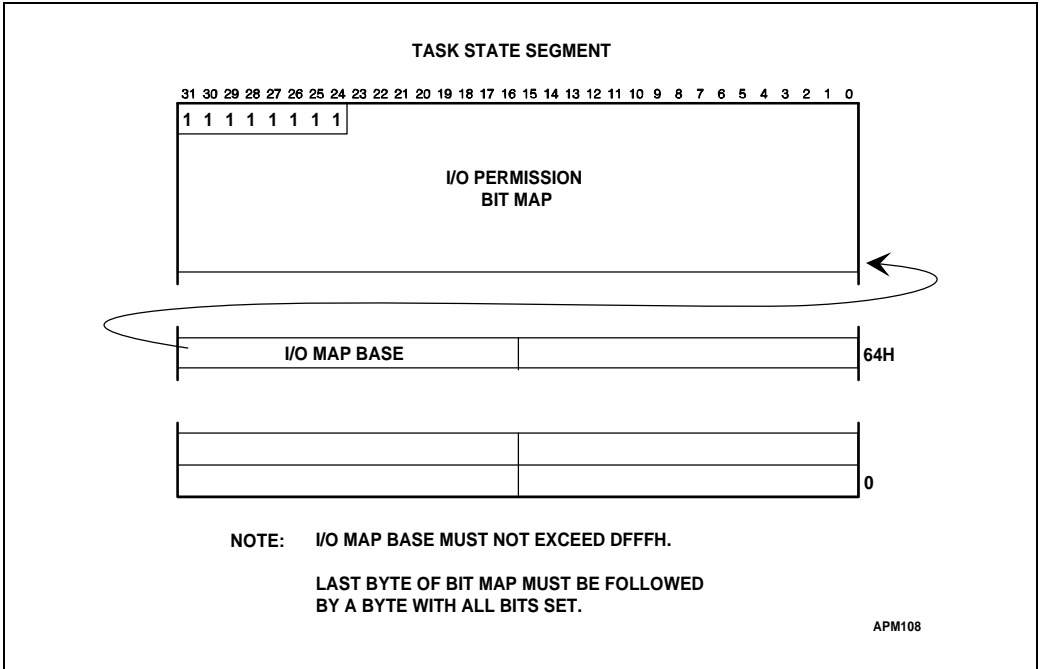 TASK STATE SEGMENT
31 30 29 28 27 26 25 24 23 22 21 20 19 18 17 16 15 14 13 12 11 10 9 8 7 6 5 4 3 2 1 0
1 1 1 1 1 1 1 1
I/O PERMISSION
BIT MAP
I/O MAP BASE
64H
0
NOTE: I/O MAP BASE MUST NOT EXCEED DFFFH.
LAST BYTE OF BIT MAP MUST BE FOLLOWED
BY A BYTE WITH ALL BITS SET.
APM108